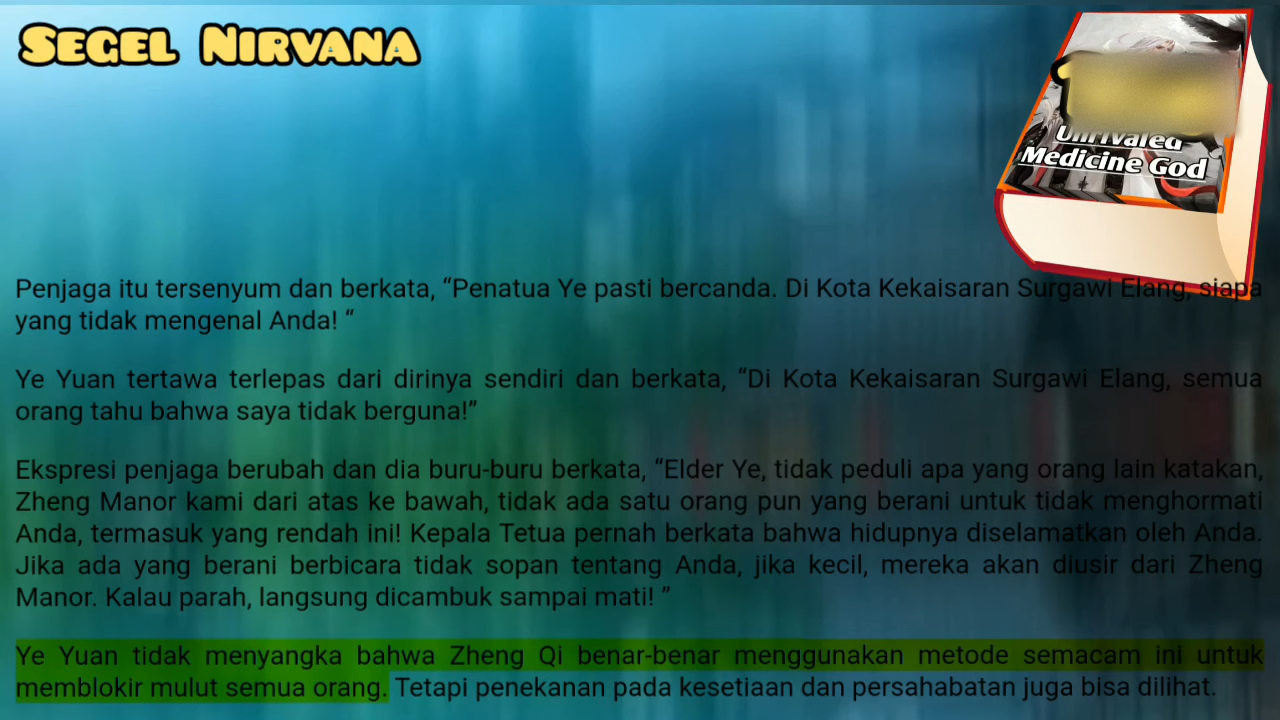 Segel Nirvana
Unrivaled
Medicine God
Penjaga itu tersenyum dan berkata, “Penatua Ye pasti bercanda. Di Kota Kekaisaran Surgawi Elang, siapa
yang tidak mengenal Anda! “
Ye Yuan tertawa terlepas dari dirinya sendiri dan berkata, “Di Kota Kekaisaran Surgawi Elang, semua
orang tahu bahwa saya tidak berguna!”
Ekspresi penjaga berubah dan dia buru-buru berkata, “Elder Ye, tidak peduli apa yang orang lain katakan,
Zheng Manor kami dari atas ke bawah, tidak ada satu orang pun yang berani untuk tidak menghormati
Anda, termasuk yang rendah ini! Kepala Tetua pernah berkata bahwa hidupnya diselamatkan oleh Anda.
Jika ada yang berani berbicara tidak sopan tentang Anda, jika kecil, mereka akan diusir dari Zheng
Manor. Kalau parah, langsung dicambuk sampai mati! ”
Ye Yuan tidak menyangka bahwa Zheng Qi benar-benar menggunakan metode semacam ini untuk
memblokir mulut semua orang. Tetapi penekanan pada kesetiaan dan persahabatan juga bisa dilihat.